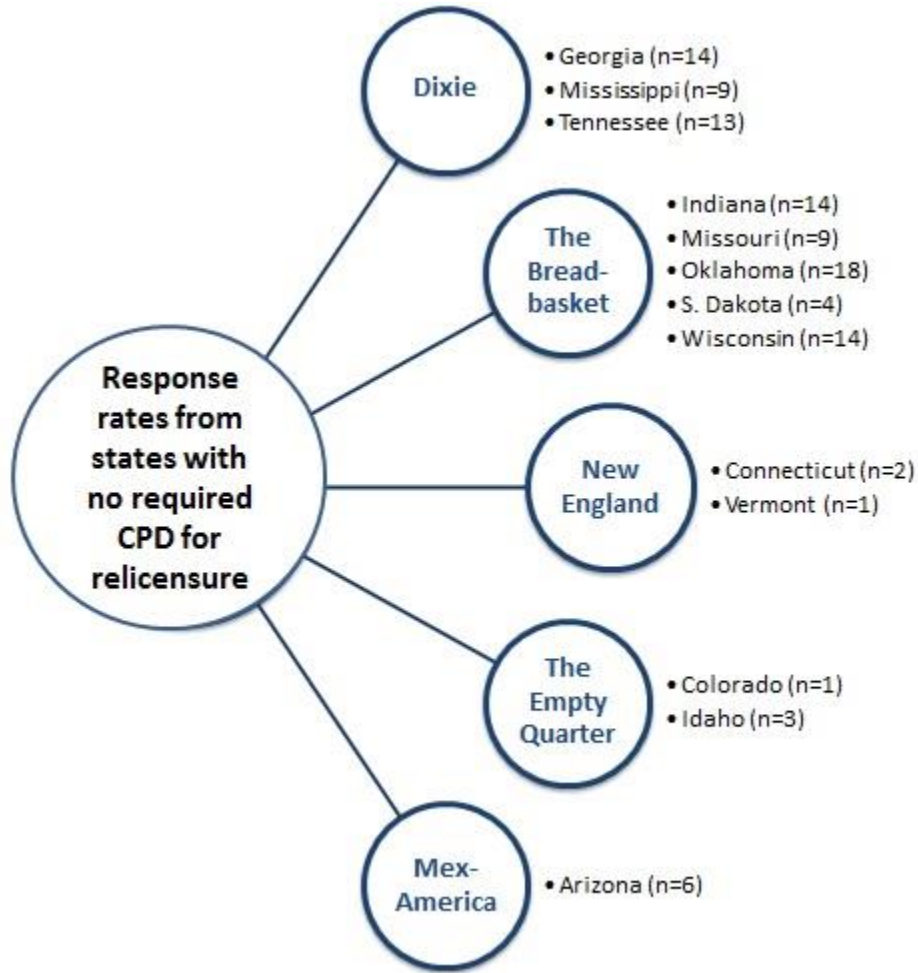 Response
rates from
states with
no required
CPD for
relicensure
Dixie
• Georgia (n=14)
• Mississippi (n=9)
• Tennessee (n=13)
The
Bread-
basket
• Indiana (n=14)
• Missouri (n=9)
• Oklahoma (n=18)
• S. Dakota (n=4)
• Wisconsin (n=14)
New
England
• Connecticut (n=2)
• Vermont (n=1)
The
Empty
Quarter
• Colorado (n=1)
• Idaho (n=3)
Mex-
America
• Arizona (n=6)